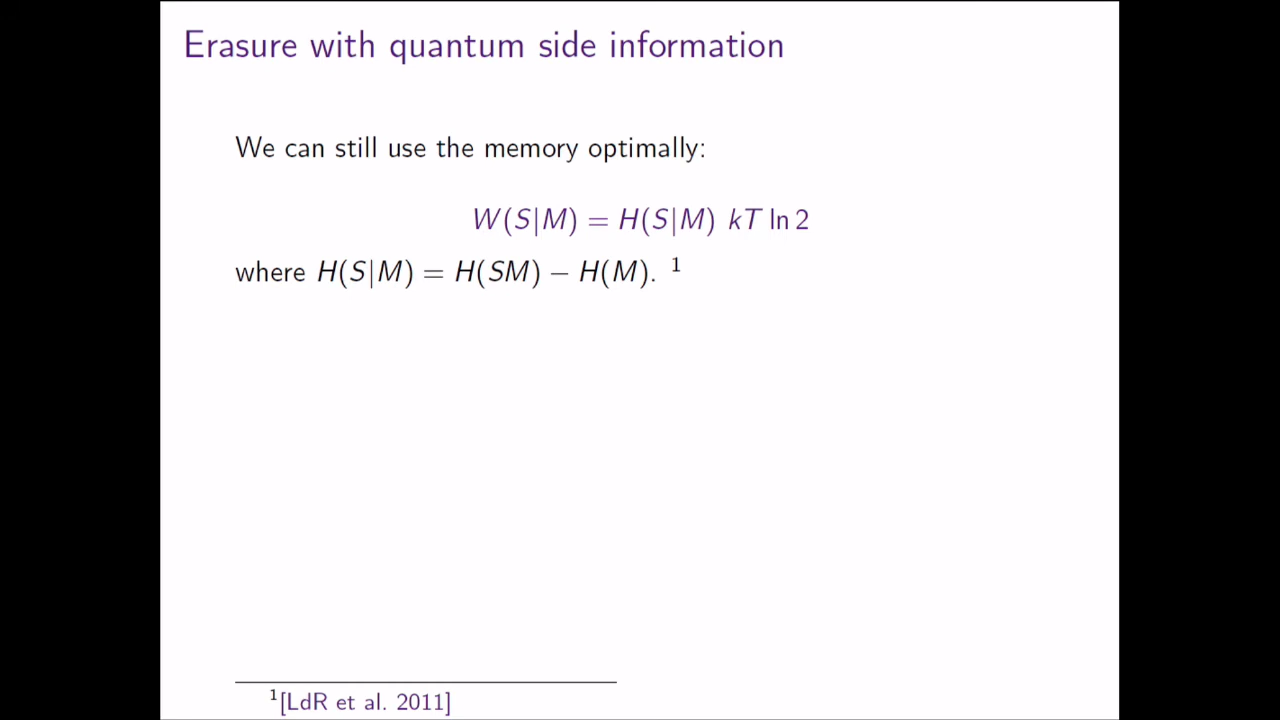 Erasure with quantum side information
We can still use the memory optimally:
W(S|M) = H(S|M) kT ln 2
where H(S|M) = H(SM) − H(M). ¹
¹[LdR et al. 2011]